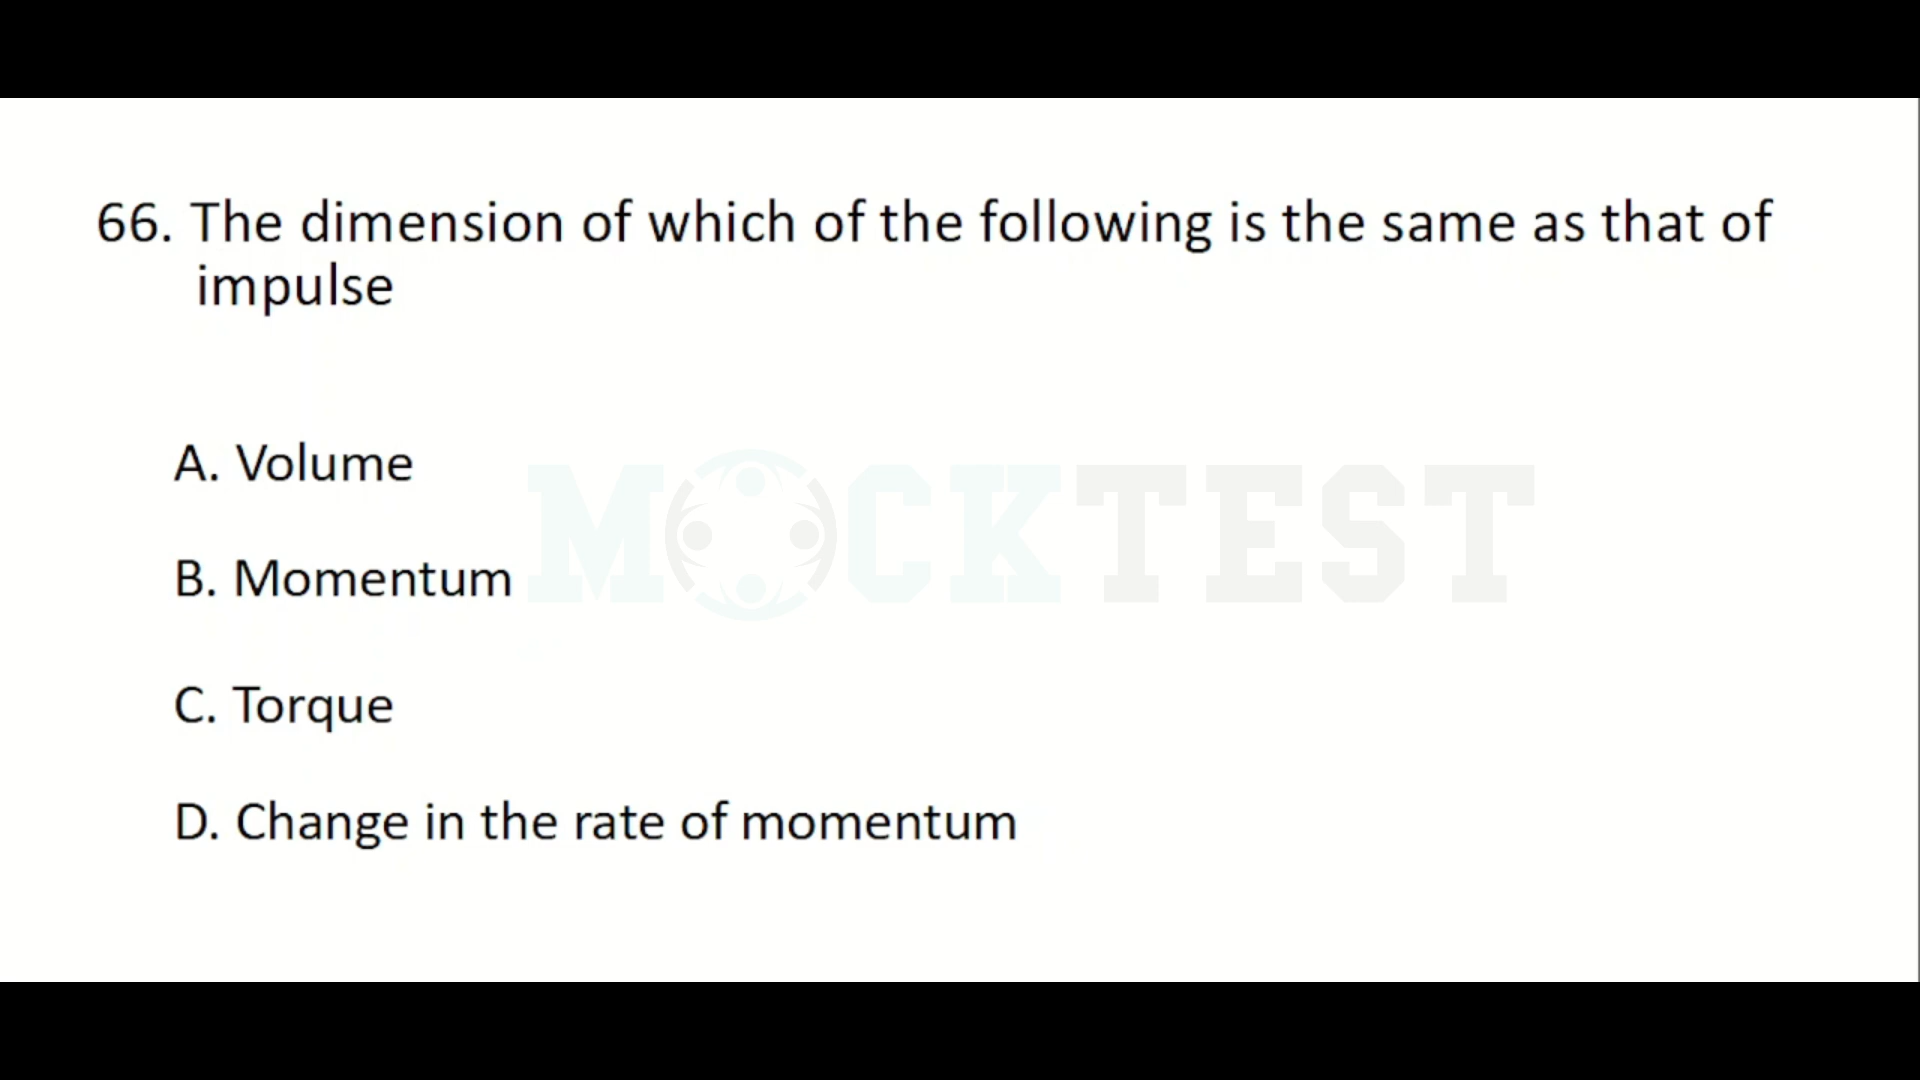 66. The dimension of which of the following is the same as that of
impulse
A. Volume
B. Momentum
MOCKTEST
C. Torque
D. Change in the rate of momentum